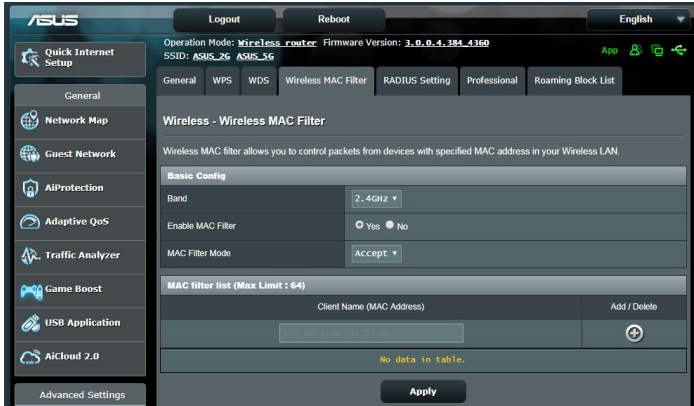 ASUS
Logout
Reboot
English
Quick Internet
Setup
Operation Mode: Wireless router Firmware Version: 3.0.0.4.384_4360
SSID: ASUS_2G ASUS_5G
App
General
WPS
WDS
Wireless MAC Filter
RADIUS Setting
Professional
Roaming Block List
General
Network Map
Guest Network
AiProtection
Adaptive QoS
Traffic Analyzer
Game Boost
USB Application
AiCloud 2.0
Advanced Settings
Wireless - Wireless MAC Filter
Wireless MAC filter allows you to control packets from devices with specified MAC address in your Wireless LAN.
Basic Config
Band
2.4GHz
Enable MAC Filter
Yes No
MAC Filter Mode
Accept
MAC filter list (Max Limit : 64)
Client Name (MAC Address)
Add / Delete
No data in table.
Apply